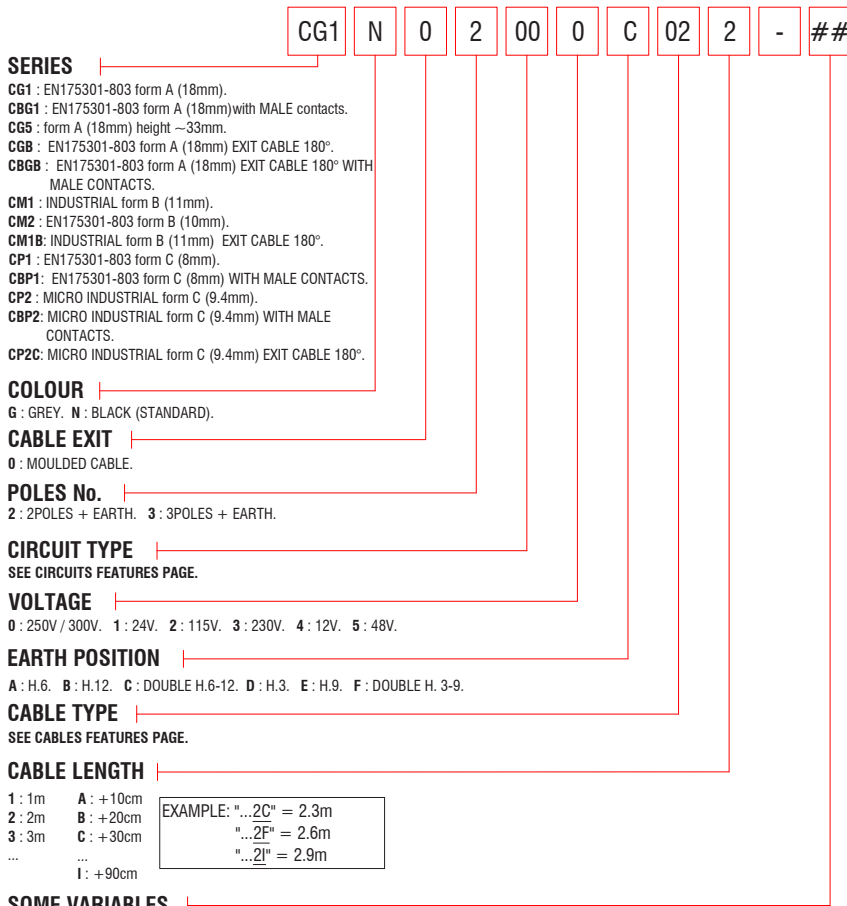 CG1 N 0 2 00 0 C 02 2 - ##
SERIES
CG1 : EN175301-803 form A (18mm).
CBG1 : EN175301-803 form A (18mm)with MALE contacts.
CG5 : form A (18mm) height ~33mm.
CGB : EN175301-803 form A (18mm) EXIT CABLE 180°.
CBGB : EN175301-803 form A (18mm) EXIT CABLE 180° WITH
MALE CONTACTS.
CM1 : INDUSTRIAL form B (11mm).
CM2 : EN175301-803 form B (10mm).
CM1B: INDUSTRIAL form B (11mm) EXIT CABLE 180°.
CP1 : EN175301-803 form C (8mm).
CBP1: EN175301-803 form C (8mm) WITH MALE CONTACTS.
CP2 : MICRO INDUSTRIAL form C (9.4mm).
CBP2: MICRO INDUSTRIAL form C (9.4mm) WITH MALE
CONTACTS.
CP2C: MICRO INDUSTRIAL form C (9.4mm) EXIT CABLE 180°.
COLOUR
G : GREY. N : BLACK (STANDARD).
CABLE EXIT
0 : MOULDED CABLE.
POLES No.
2 : 2POLES + EARTH. 3 : 3POLES + EARTH.
CIRCUIT TYPE
SEE CIRCUITS FEATURES PAGE.
VOLTAGE
0 : 250V / 300V. 1 : 24V. 2 : 115V. 3 : 230V. 4 : 12V. 5 : 48V.
EARTH POSITION
A : H.6. B : H.12. C : DOUBLE H.6-12. D : H.3. E : H.9. F : DOUBLE H. 3-9.
CABLE TYPE
SEE CABLES FEATURES PAGE.
CABLE LENGTH
1 : 1m A : +10cm
2 : 2m B : +20cm
3 : 3m C : +30cm
... ...
I : +90cm
EXAMPLE: "...2C" = 2.3m
"...2F" = 2.6m
"...2I" = 2.9m
SOME VARIABLES